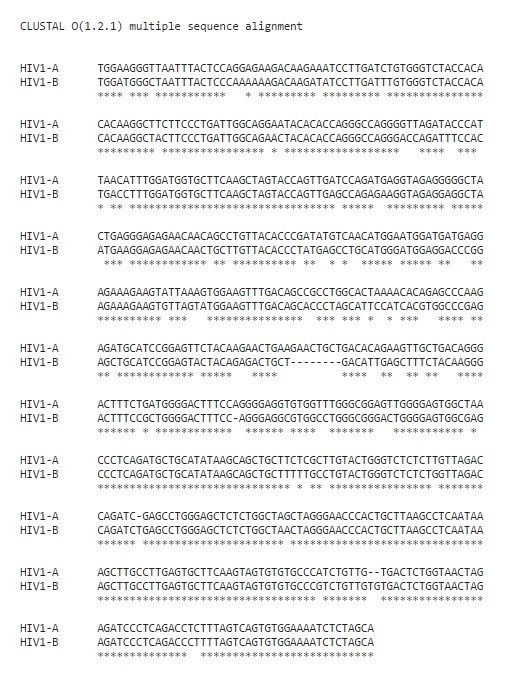 CLUSTAL O(1.2.1) multiple sequence alignment
HIV1-A TGGAAGGGTTAATTTACTCCAGGAGAAGACAAGAAATCCTTGATCTGTGGGTCTACCACA
HIV1-B TGGATGGGCTAATTTACTCCCAAAAAAGACAAGATATCCTTGATTTGTGGGTCTACCACA
**** *** ***********   * ********* ********* ***************
HIV1-A CACAAGGCTTCTTCCCTGATTGGCAGGAATACACACCAGGGCCAGGGGTTAGATACCCAT
HIV1-B CACAAGGCTACTTCCCTGATTGGCAGAACTACACACCAGGGCCAGGGACCAGATTTCCAC
********* **************** * ******************   ****  ***
HIV1-A TAACATTTGGATGGTGCTTCAAGCTAGTACCAGTTGATCCAGATGAGGTAGAGGGGGCTA
HIV1-B TGACCTTTGGATGGTGCTTCAAGCTAGTACCAGTTGAGCCAGAGAAGGTAGAGGAGGCTA
* ** ******************************** *****  ********* *****
HIV1-A CTGAGGGAGAGAACAACAGCCTGTTACACCCGATATGTCAACATGGAATGGATGATGAGG
HIV1-B ATGAAGGAGAGAACAACTGCTTGTTACACCCTATGAGCCTGCATGGGATGGAGGACCCGG
 *** ************ ** ********** **  * *  ***** ***** **   **
HIV1-A AGAAAGAAGTATTAAAGTGGAAGTTTGACAGCCGCCTGGCACTAAAACACAGAGCCCAAG
HIV1-B AGAAAGAAGTGTTAGTATGGAAGTTTGACAGCACCCTAGCATTCCATCACGTGGCCCGAG
********** ***   ***************  *** *** *  * ***   **** **
HIV1-A AGATGCATCCGGAGTTCTACAAGAACTGAAGAACTGCTGACACAGAAGTTGCTGACAGGG
HIV1-B AGCTGCATCCGGAGTACTACAGAGACTGCT--------GACATTGAGCTTTCTACAAGGG
** ************ *****   ****          ****  **  ** **   ****
HIV1-A ACTTTCTGATGGGGACTTTCCAGGGGAGGTGTGGTTTGGGCGGAGTTGGGGAGTGGCTAA
HIV1-B ACTTTCCGCTGGGGACTTTCC-AGGGAGGCGTGGCCTGGGCGGGACTGGGGAGTGGCGAG
****** * ************  ****** ****  *******   *********** *
HIV1-A CCCTCAGATGCTGCATATAAGCAGCTGCTTCTCGCTTGTACTGGGTCTCTCTTGTTAGAC
HIV1-B CCCTCAGATGCTGCATATAAGCAGCTGCTTTTTGCCTGTACTGGGTCTCTCTGGTTAGAC
****************************** * ** **************** *******
HIV1-A CAGATC-GAGCCTGGGAGCTCTCTGGCTAGCTAGGGAACCCACTGCTTAAGCCTCAATAA
HIV1-B CAGATCTGAGCCTGGGAGCTCTCTGGCTAACTAGGGAACCCACTGCTTAAGCCTCAATAA
****** ********************** ******************************
HIV1-A AGCTTGCCTTGAGTGCTTCAAGTAGTGTGTGCCCATCTGTTG--TGACTCTGGTAACTAG
HIV1-B AGCTTGCCTTGAGTGCTTCAAGTAGTGTGTGCCCGTCTGTTGTGTGACTCTGGTAACTAG
********************************** *******  ****************
HIV1-A AGATCCCTCAGACCTCTTTAGTCAGTGTGGAAAATCTCTAGCA
HIV1-B AGATCCCTCAGACCCTTTTAGTCAGTGTGGAAAATCTCTAGCA
**************  ***************************